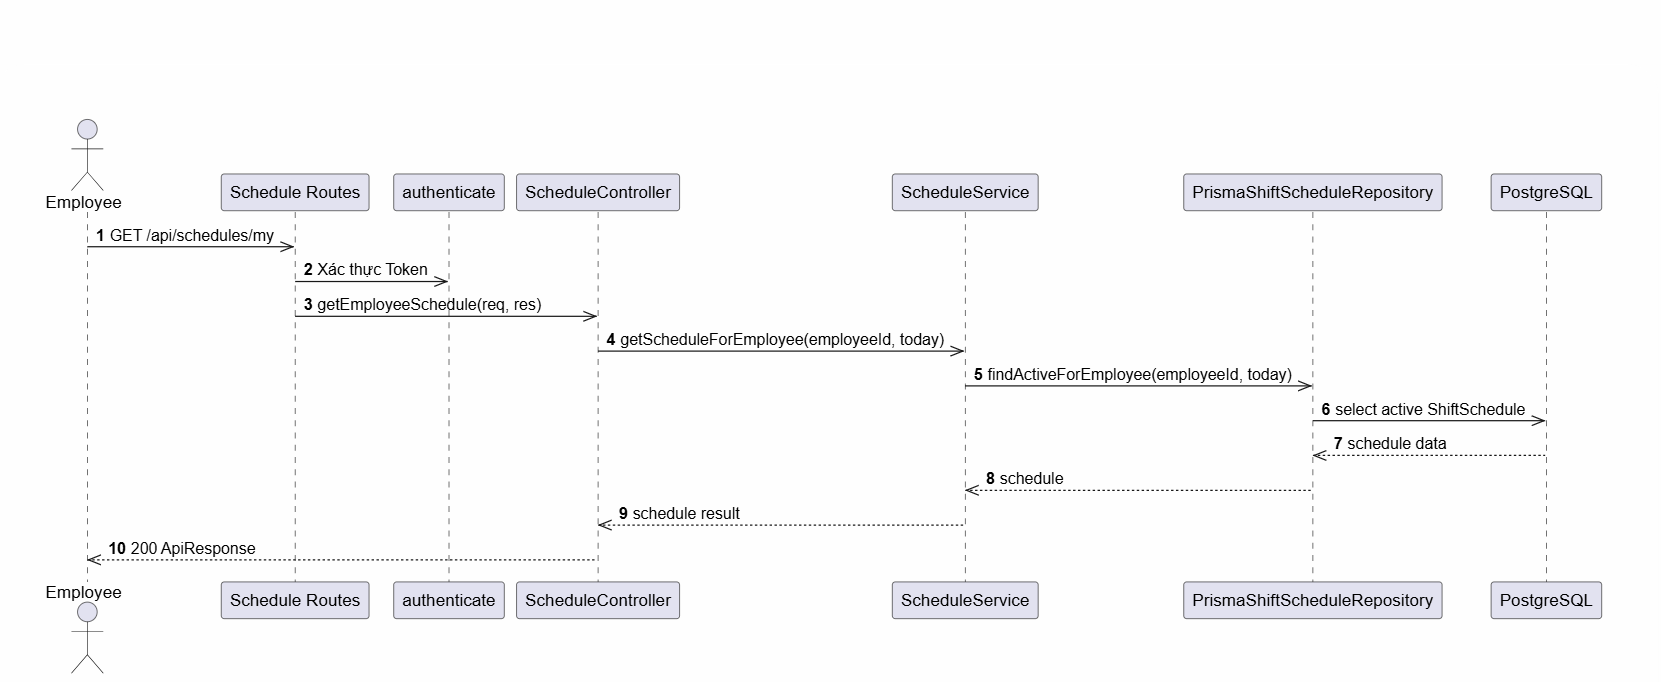 Employee
Schedule Routes
authenticate
ScheduleController
ScheduleService
PrismaShiftScheduleRepository
PostgreSQL
1 GET /api/schedules/my
2 Xác thực Token
3 getEmployeeSchedule(req, res)
4 getScheduleForEmployee(employeeId, today)
5 findActiveForEmployee(employeeId, today)
6 select active ShiftSchedule
7 schedule data
8 schedule
9 schedule result
10 200 ApiResponse
Employee
Schedule Routes
authenticate
ScheduleController
ScheduleService
PrismaShiftScheduleRepository
PostgreSQL